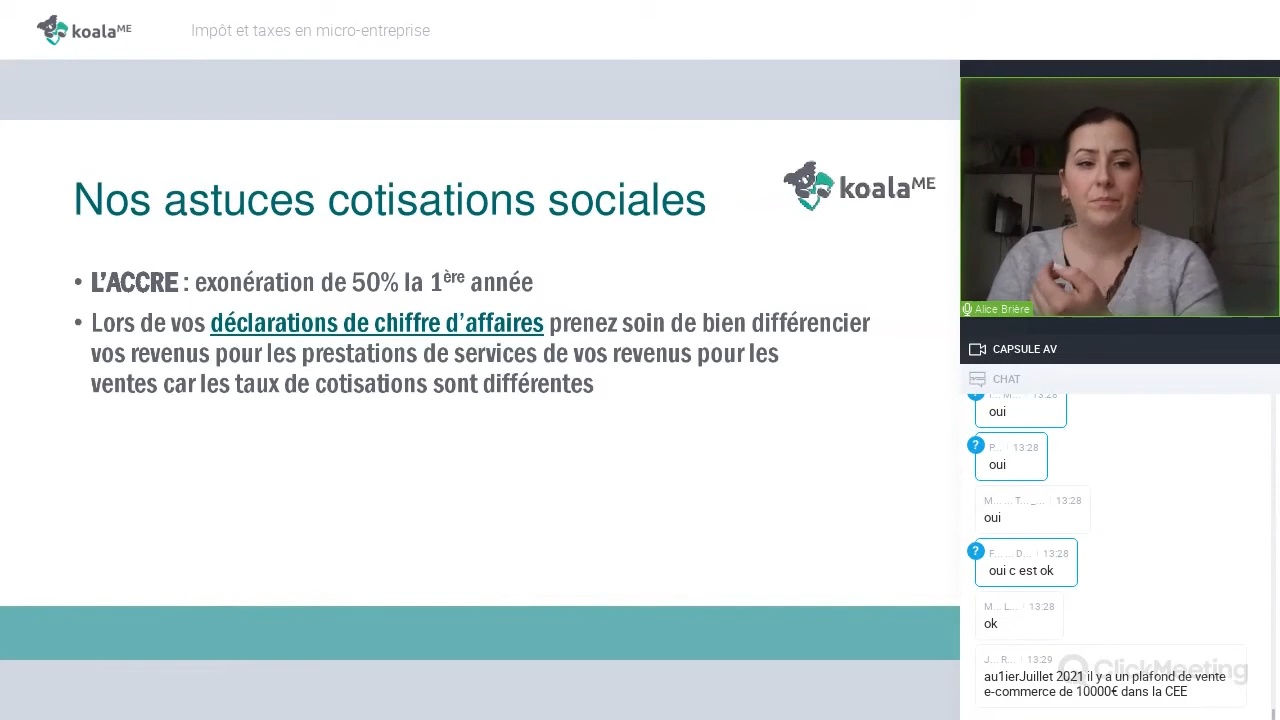 koala ME
Impôt et taxes en micro-entreprise
Nos astuces cotisations sociales
koala ME
• L'ACCRE : exonération de 50% la 1ère année
• Lors de vos déclarations de chiffre d'affaires prenez soin de bien différencier
vos revenus pour les prestations de services de vos revenus pour les
ventes car les taux de cotisations sont différentes
Alice Brière
CAPSULE AV
CHAT
I... M... 13:28
oui
P... 13:28
oui
M... ... T... _... 13:28
oui
F... ... D... 13:28
oui c est ok
M... L... 13:28
ok
J... R... 13:29
au1ierJuillet 2021 il y a un plafond de vente
e-commerce de 10000€ dans la CEE
ClickMeeting